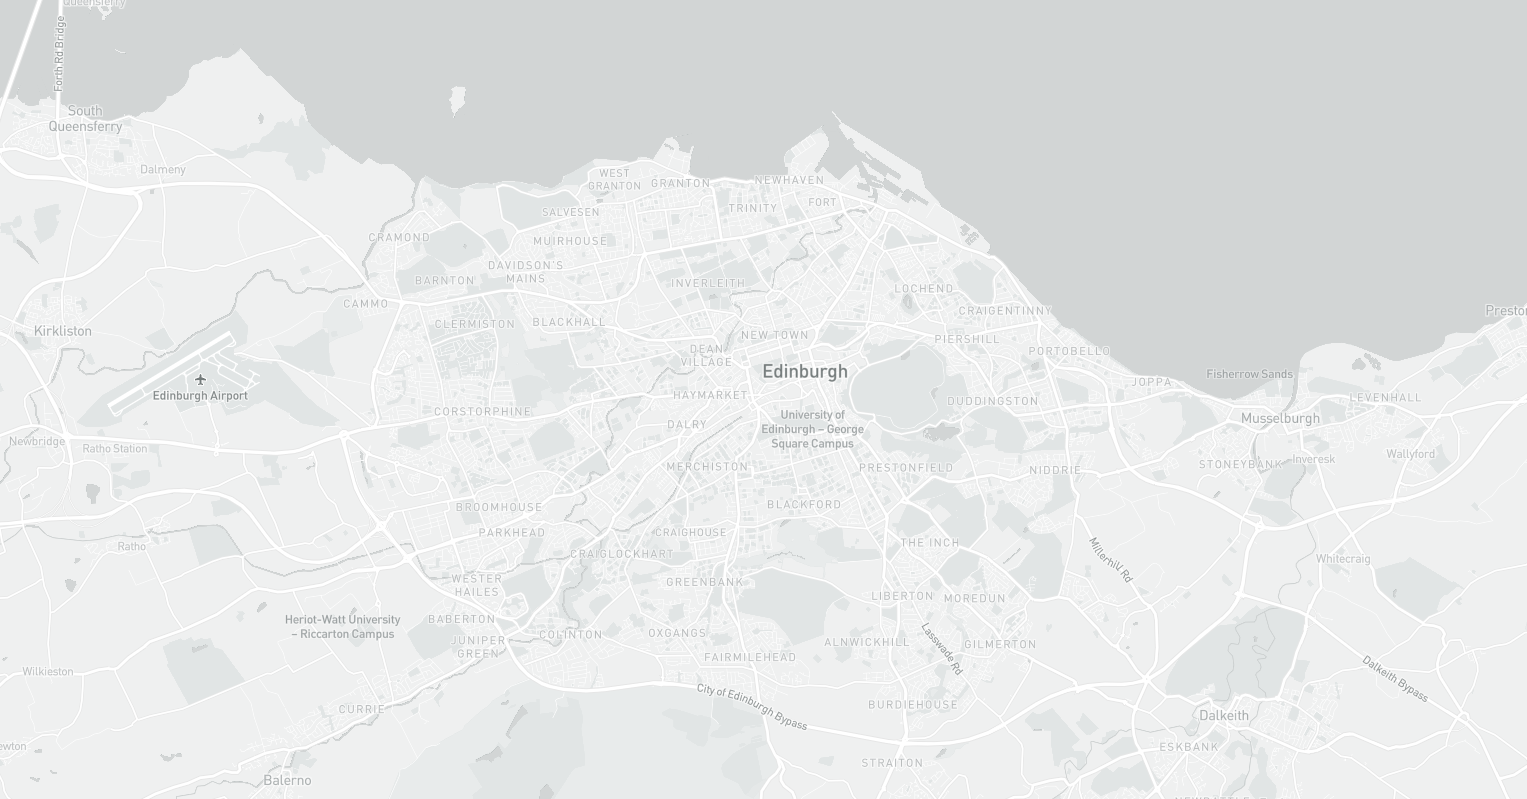 Queensferry
Forth Rd Bridge
South
Queensferry
Dalmeny
WEST
GRANTON
GRANTON
NEWHAVEN
SALVESEN
TRINITY
FORT
CRAMOND
MUIRHOUSE
DAVIDSON'S
MAINS
BARNTON
INVERLEITH
LOCHEND
CAMMO
CRAIGENTINNY
Preston
Kirkliston
CLERMISTON
BLACKHALL
NEW TOWN
PIERSHILL
DEAN
VILLAGE
PORTOBELLO
Edinburgh
Fisherrow Sands
JOPPA
Edinburgh Airport
HAYMARKET
DUDDINGSTON
LEVENHALL
CORSTORPHINE
University of
Edinburgh – George
Square Campus
Musselburgh
DALRY
Newbridge
Ratho Station
MERCHISTON
PRESTONFIELD
NIDDRIE
STONEYBANK
Inveresk
Wallyford
BROOMHOUSE
BLACKFORD
PARKHEAD
CRAIGHOUSE
THE INCH
Ratho
CRAIGLOCKHART
Millerhill Rd
Whitecraig
WESTER
HAILES
GREENBANK
LIBERTON
MOREDUN
Heriot-Watt University
– Riccarton Campus
BABERTON
JUNIPER
GREEN
COLINTON
OXGANGS
ALNWICKHILL
Lasswade Rd
GILMERTON
FAIRMILEHEAD
Wilkieston
Dalkeith Bypass
City of Edinburgh Bypass
CURRIE
BURDIEHOUSE
Dalkeith
ewton
ESKBANK
STRAITON
Balerno